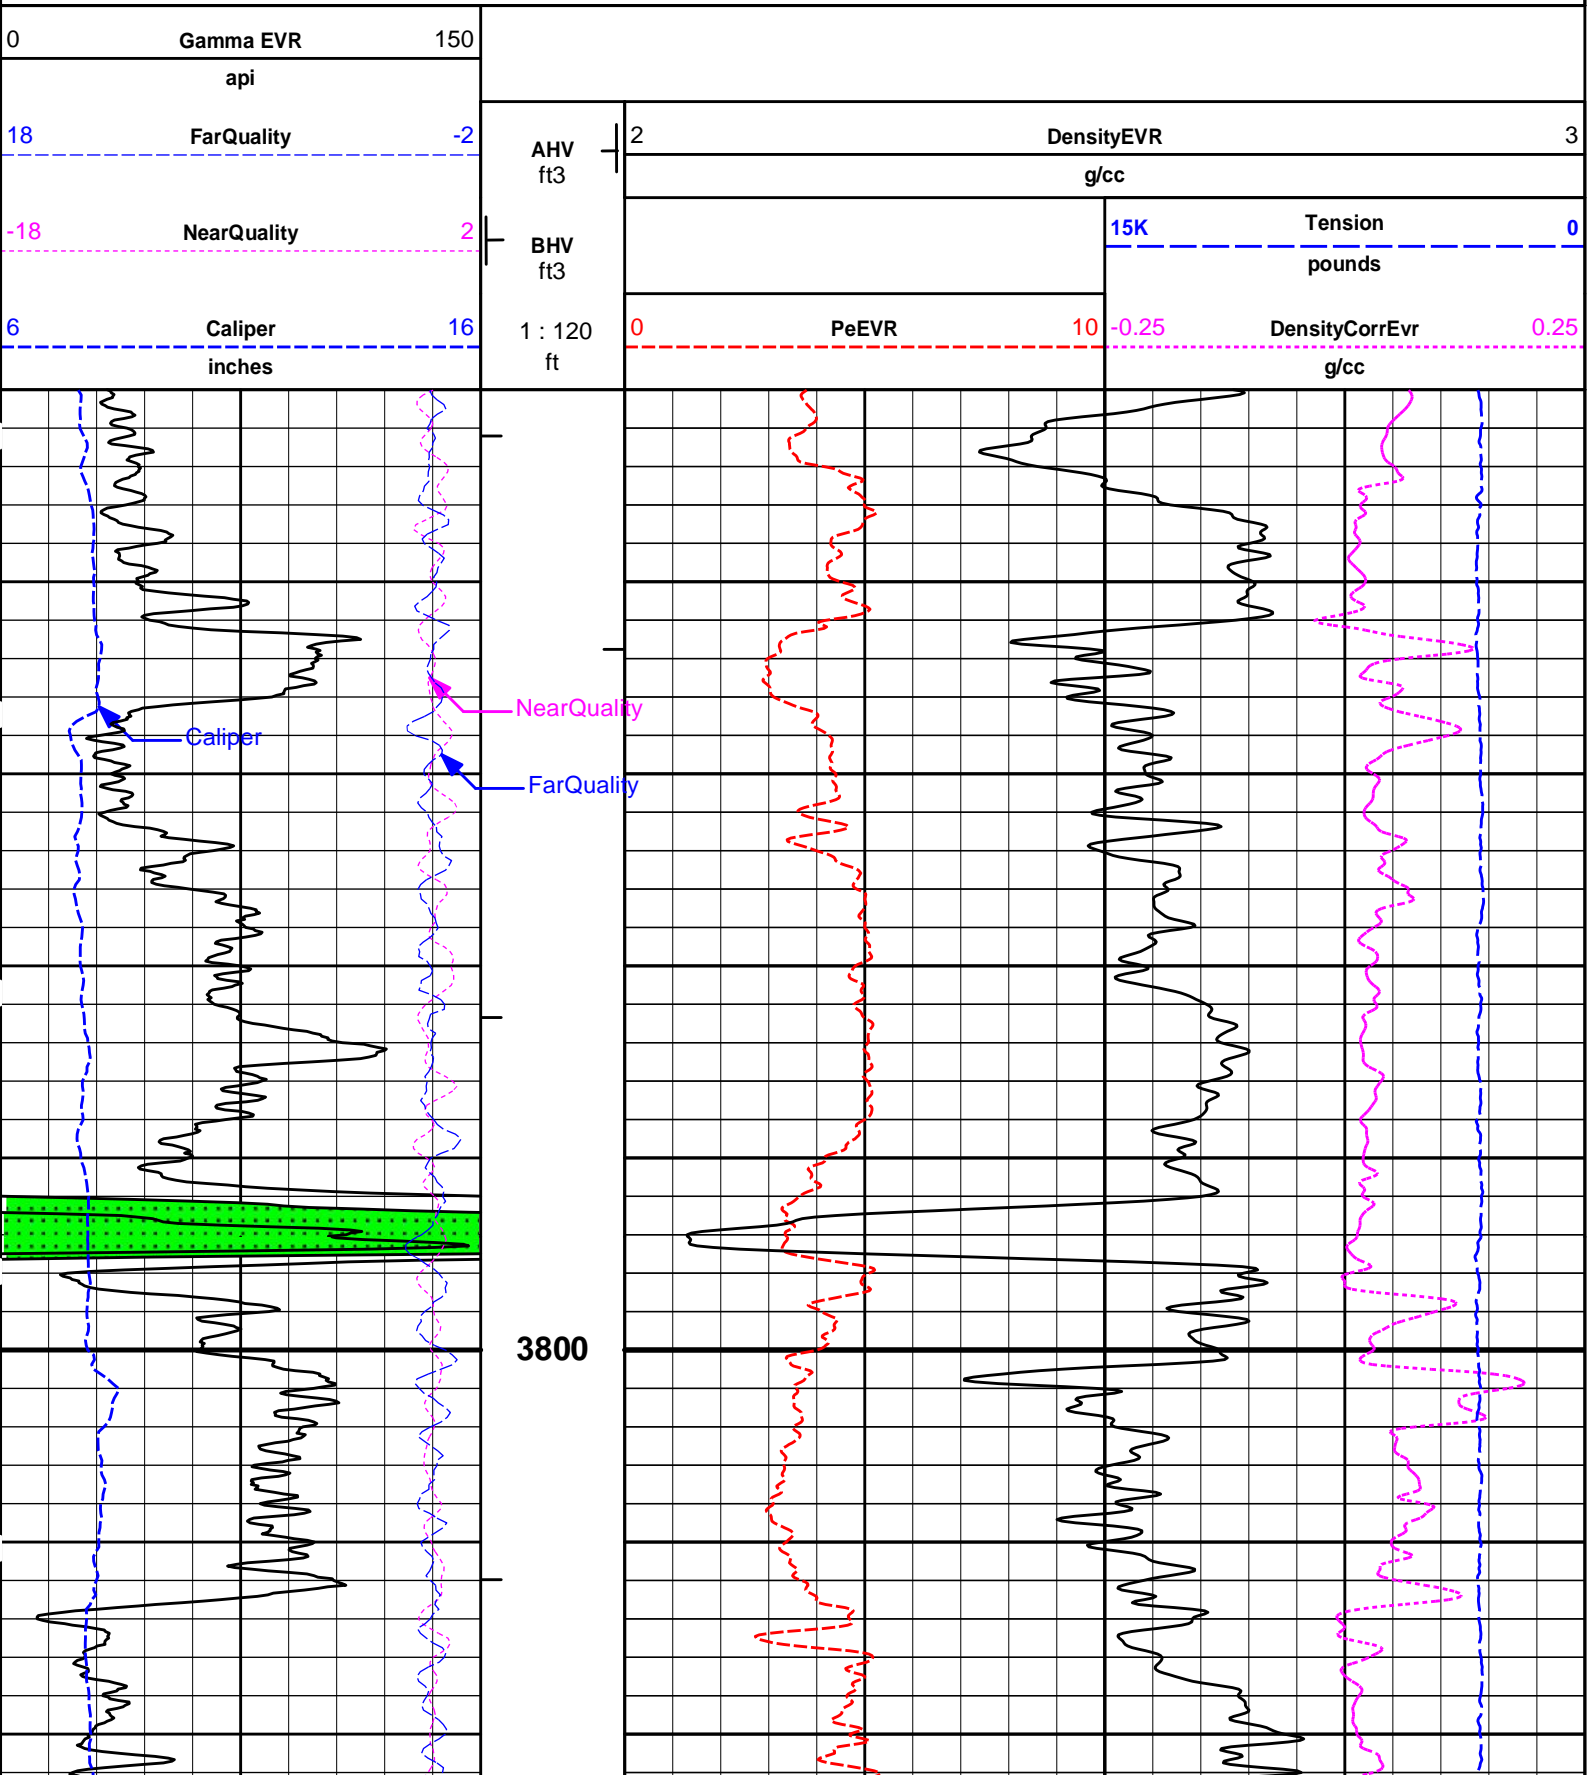 0 Gamma EVR 150
api
18 FarQuality -2
-18 NearQuality 2
6 Caliper 16
inches
AHV
ft3
BHV
ft3
1 : 120
ft
2 DensityEVR 3
g/cc
15K Tension 0
pounds
0 PeEVR 10
-0.25 DensityCorrEvr 0.25
g/cc
NearQuality
Caliper
FarQuality
3800